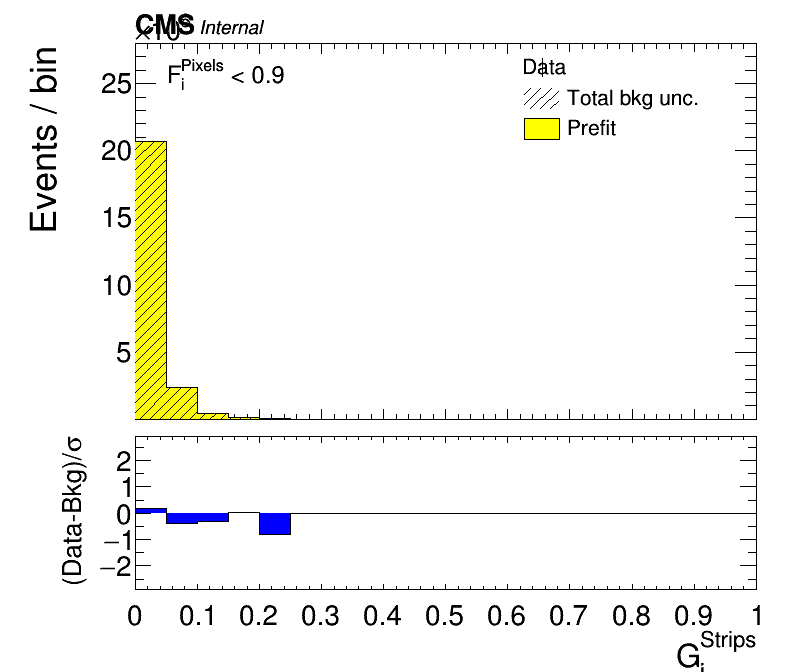 CMS Internal
F_i^Pixels < 0.9
Data
Total bkg unc.
Prefit
Events / bin
25
20
15
10
5
(Data-Bkg)/σ
2
1
0
−1
−2
0 0.1 0.2 0.3 0.4 0.5 0.6 0.7 0.8 0.9 1
G_i^Strips